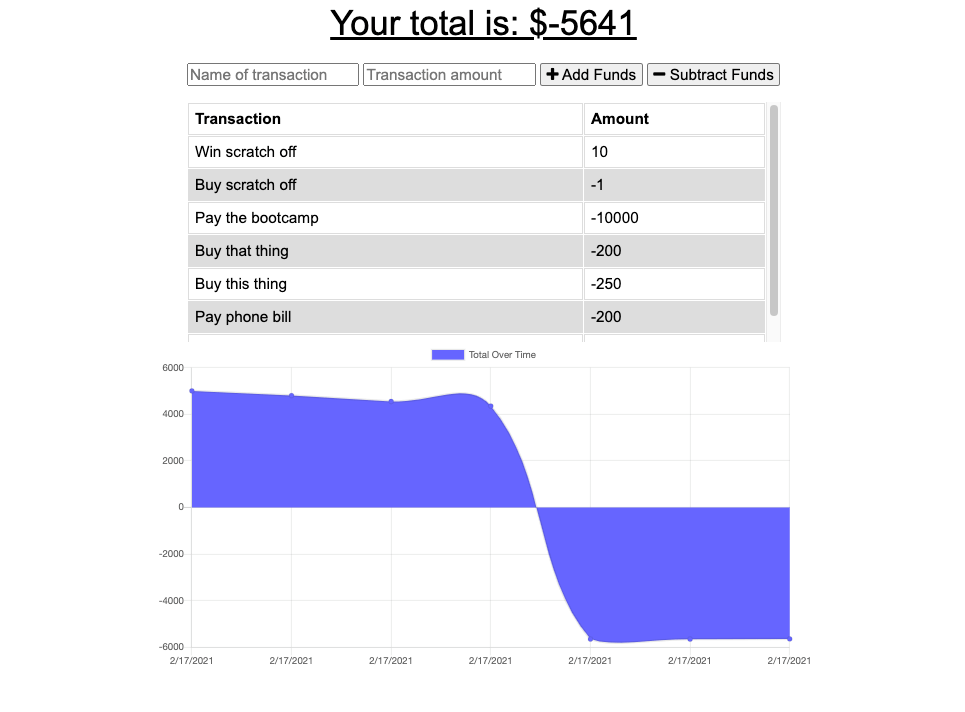 Your total is: $-5641
Name of transaction Transaction amount + Add Funds − Subtract Funds
Transaction Amount
Win scratch off 10
Buy scratch off -1
Pay the bootcamp -10000
Buy that thing -200
Buy this thing -250
Pay phone bill -200
Total Over Time
6000
4000
2000
0
-2000
-4000
-6000
2/17/2021 2/17/2021 2/17/2021 2/17/2021 2/17/2021 2/17/2021 2/17/2021